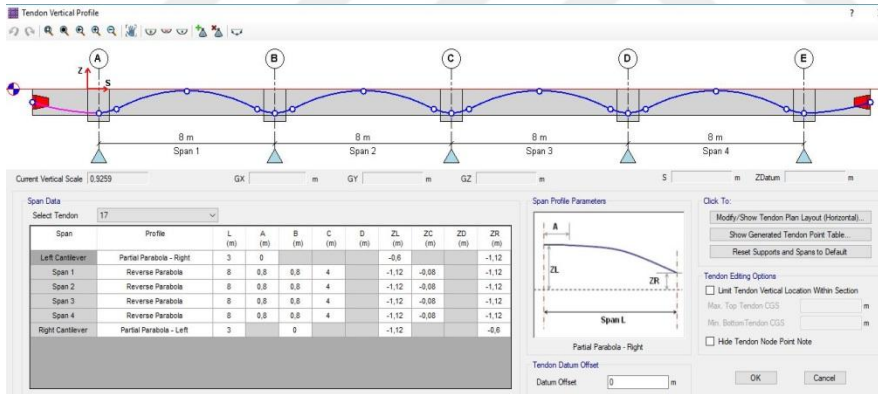 Tendon Vertical Profile ?
A B C D E
Z
S
8 m 8 m 8 m 8 m
Span 1 Span 2 Span 3 Span 4
Current Vertical Scale 0.9259 GX m GY m GZ m S m ZDatum m
Span Data
Select Tendon 17
Span Profile L (m) A (m) B (m) C (m) D (m) ZL (m) ZC (m) ZD (m) ZR (m)
Left Cantilever Partial Parabola - Right 3 0 -0,6 -1,12
Span 1 Reverse Parabola 8 0,8 0,8 4 -1,12 -0,08 -1,12
Span 2 Reverse Parabola 8 0,8 0,8 4 -1,12 -0,08 -1,12
Span 3 Reverse Parabola 8 0,8 0,8 4 -1,12 -0,08 -1,12
Span 4 Reverse Parabola 8 0,8 0,8 4 -1,12 -0,08 -1,12
Right Cantilever Partial Parabola - Left 3 0 -1,12 -0,6
Span Profile Parameters
A
ZL
ZR
Span L
Partial Parabola - Right
Tendon Datum Offset
Datum Offset 0 m
Click To:
Modify/Show Tendon Plan Layout (Horizontal)...
Show Generated Tendon Point Table...
Reset Supports and Spans to Default
Tendon Editing Options
Limit Tendon Vertical Location Within Section
Max. Top Tendon CGS m
Min. Bottom Tendon CGS m
Hide Tendon Node Point Note
OK Cancel